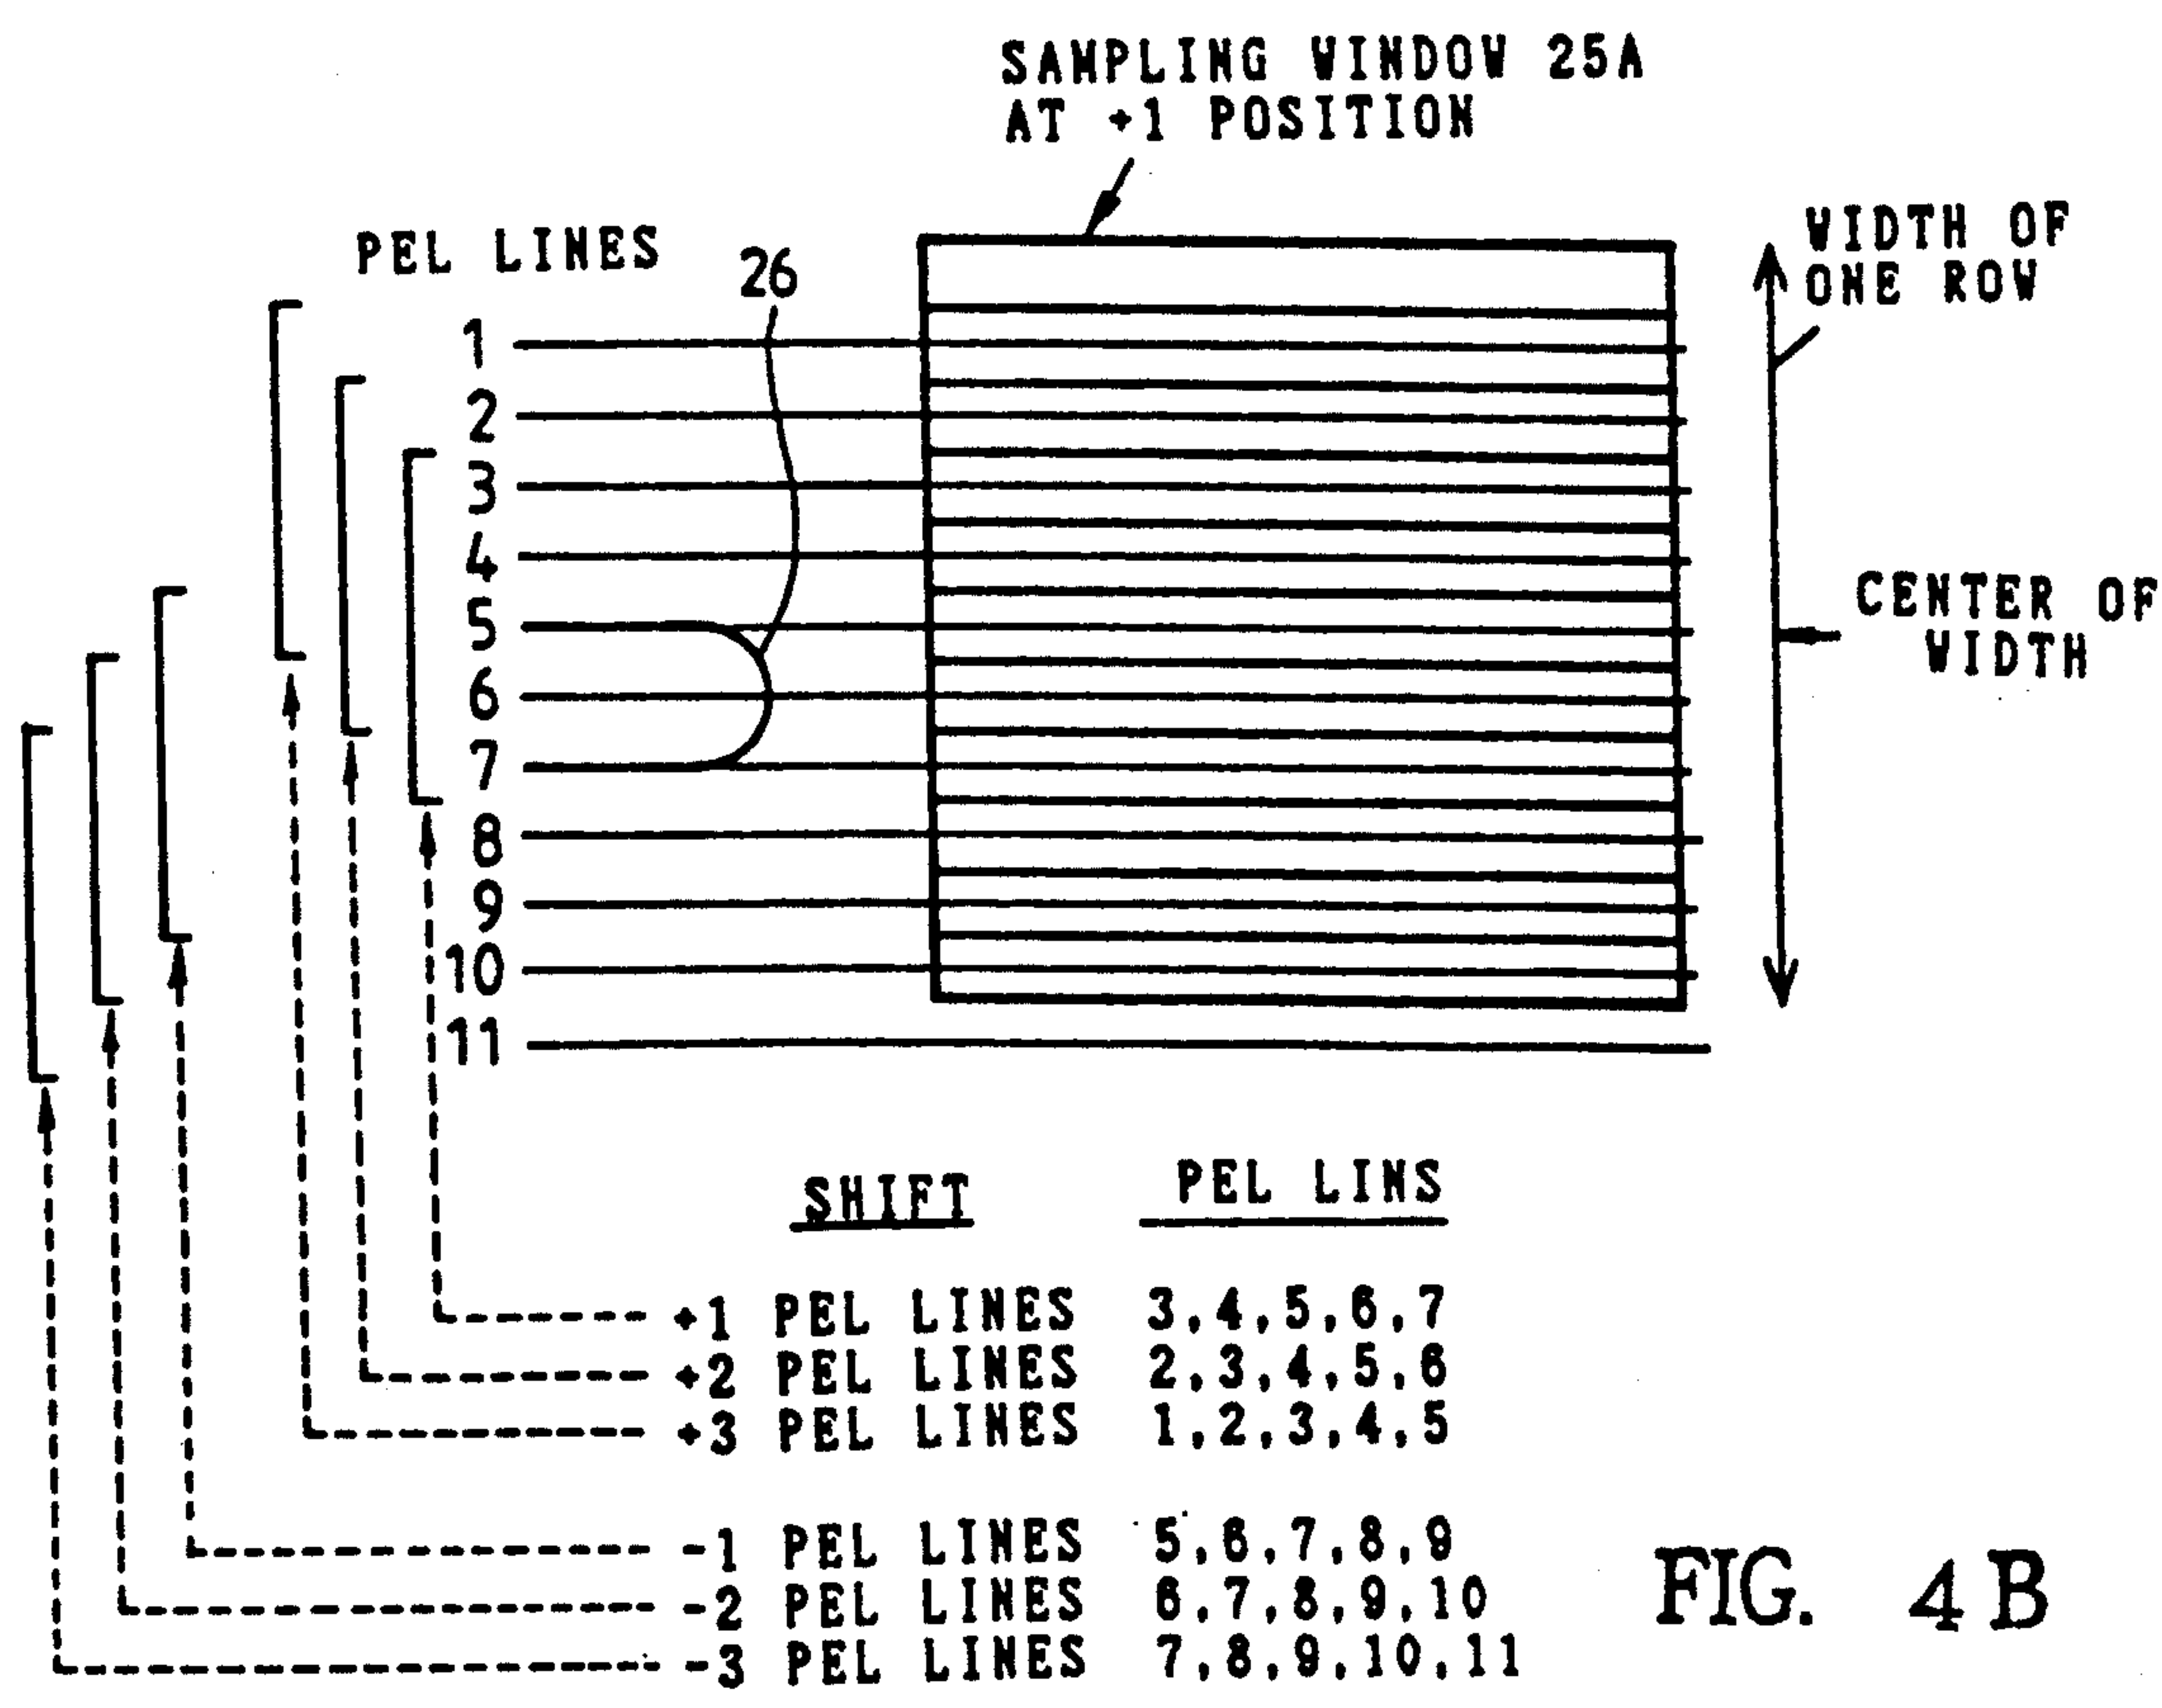 SAMPLING WINDOW 25A
AT +1 POSITION
PEL LINES
26
WIDTH OF
ONE ROW
1
2
3
4
5
6
7
8
9
10
11
CENTER OF
WIDTH
SHIFT PEL LINS
+1 PEL LINES 3,4,5,6,7
+2 PEL LINES 2,3,4,5,6
+3 PEL LINES 1,2,3,4,5
-1 PEL LINES 5,6,7,8,9
-2 PEL LINES 6,7,8,9,10
-3 PEL LINES 7,8,9,10,11
FIG. 4B